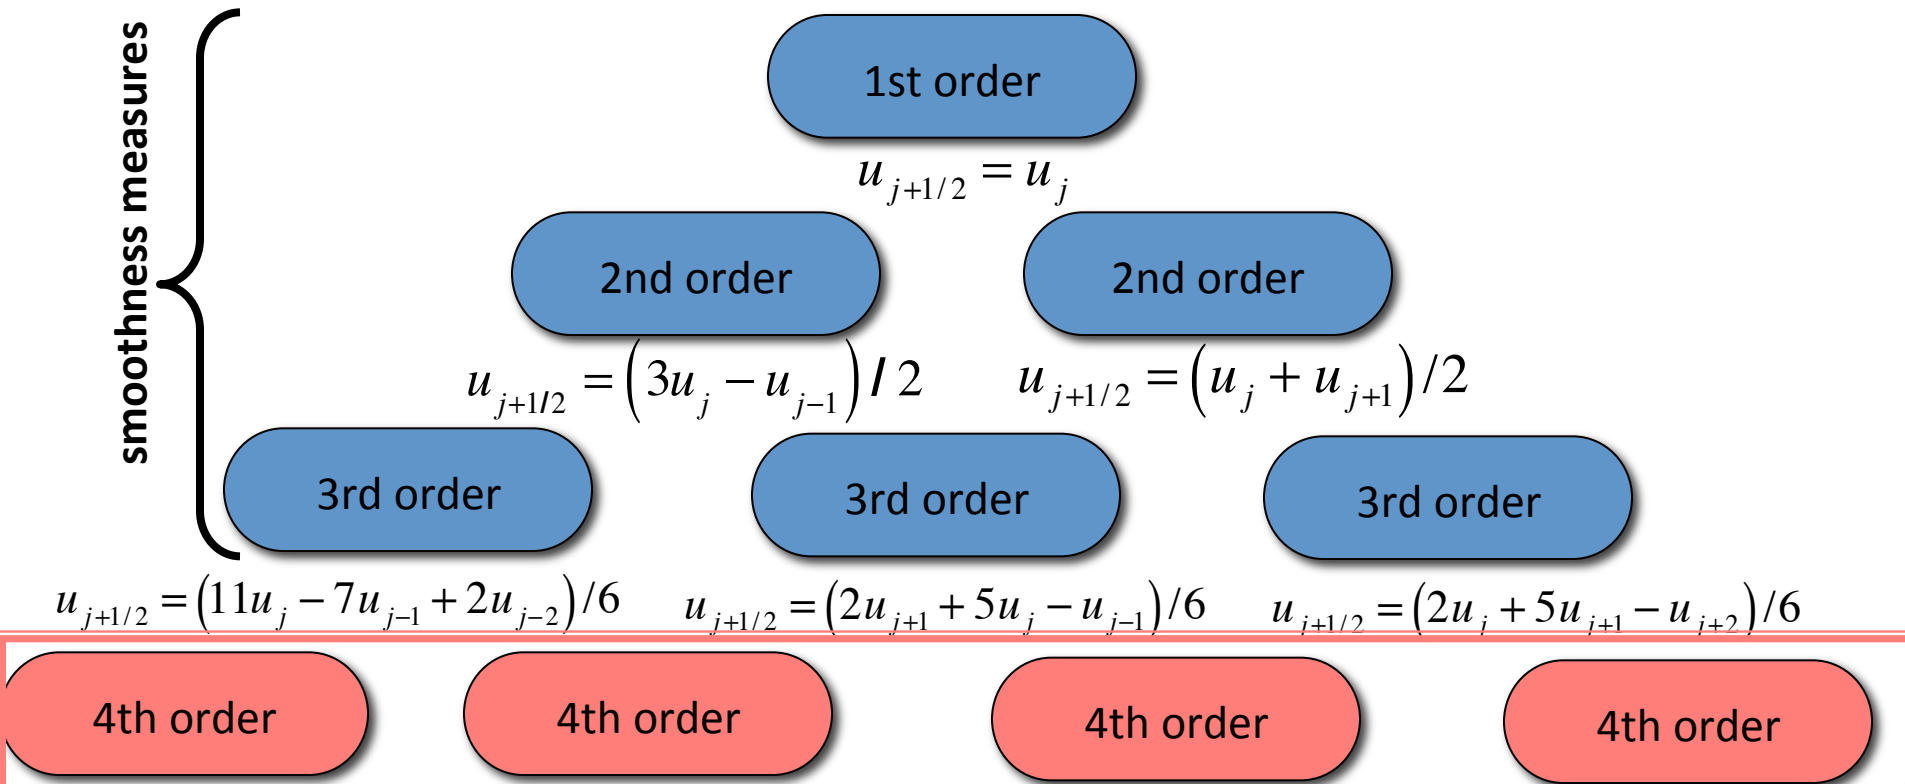 smoothness measures
1st order
u_{j+1/2} = u_j
2nd order 2nd order
u_{j+1/2} = (3u_j − u_{j−1}) / 2 u_{j+1/2} = (u_j + u_{j+1})/2
3rd order 3rd order 3rd order
u_{j+1/2} = (11u_j − 7u_{j−1} + 2u_{j−2})/6 u_{j+1/2} = (2u_{j+1} + 5u_j − u_{j−1})/6 u_{j+1/2} = (2u_j + 5u_{j+1} − u_{j+2})/6
4th order 4th order 4th order 4th order